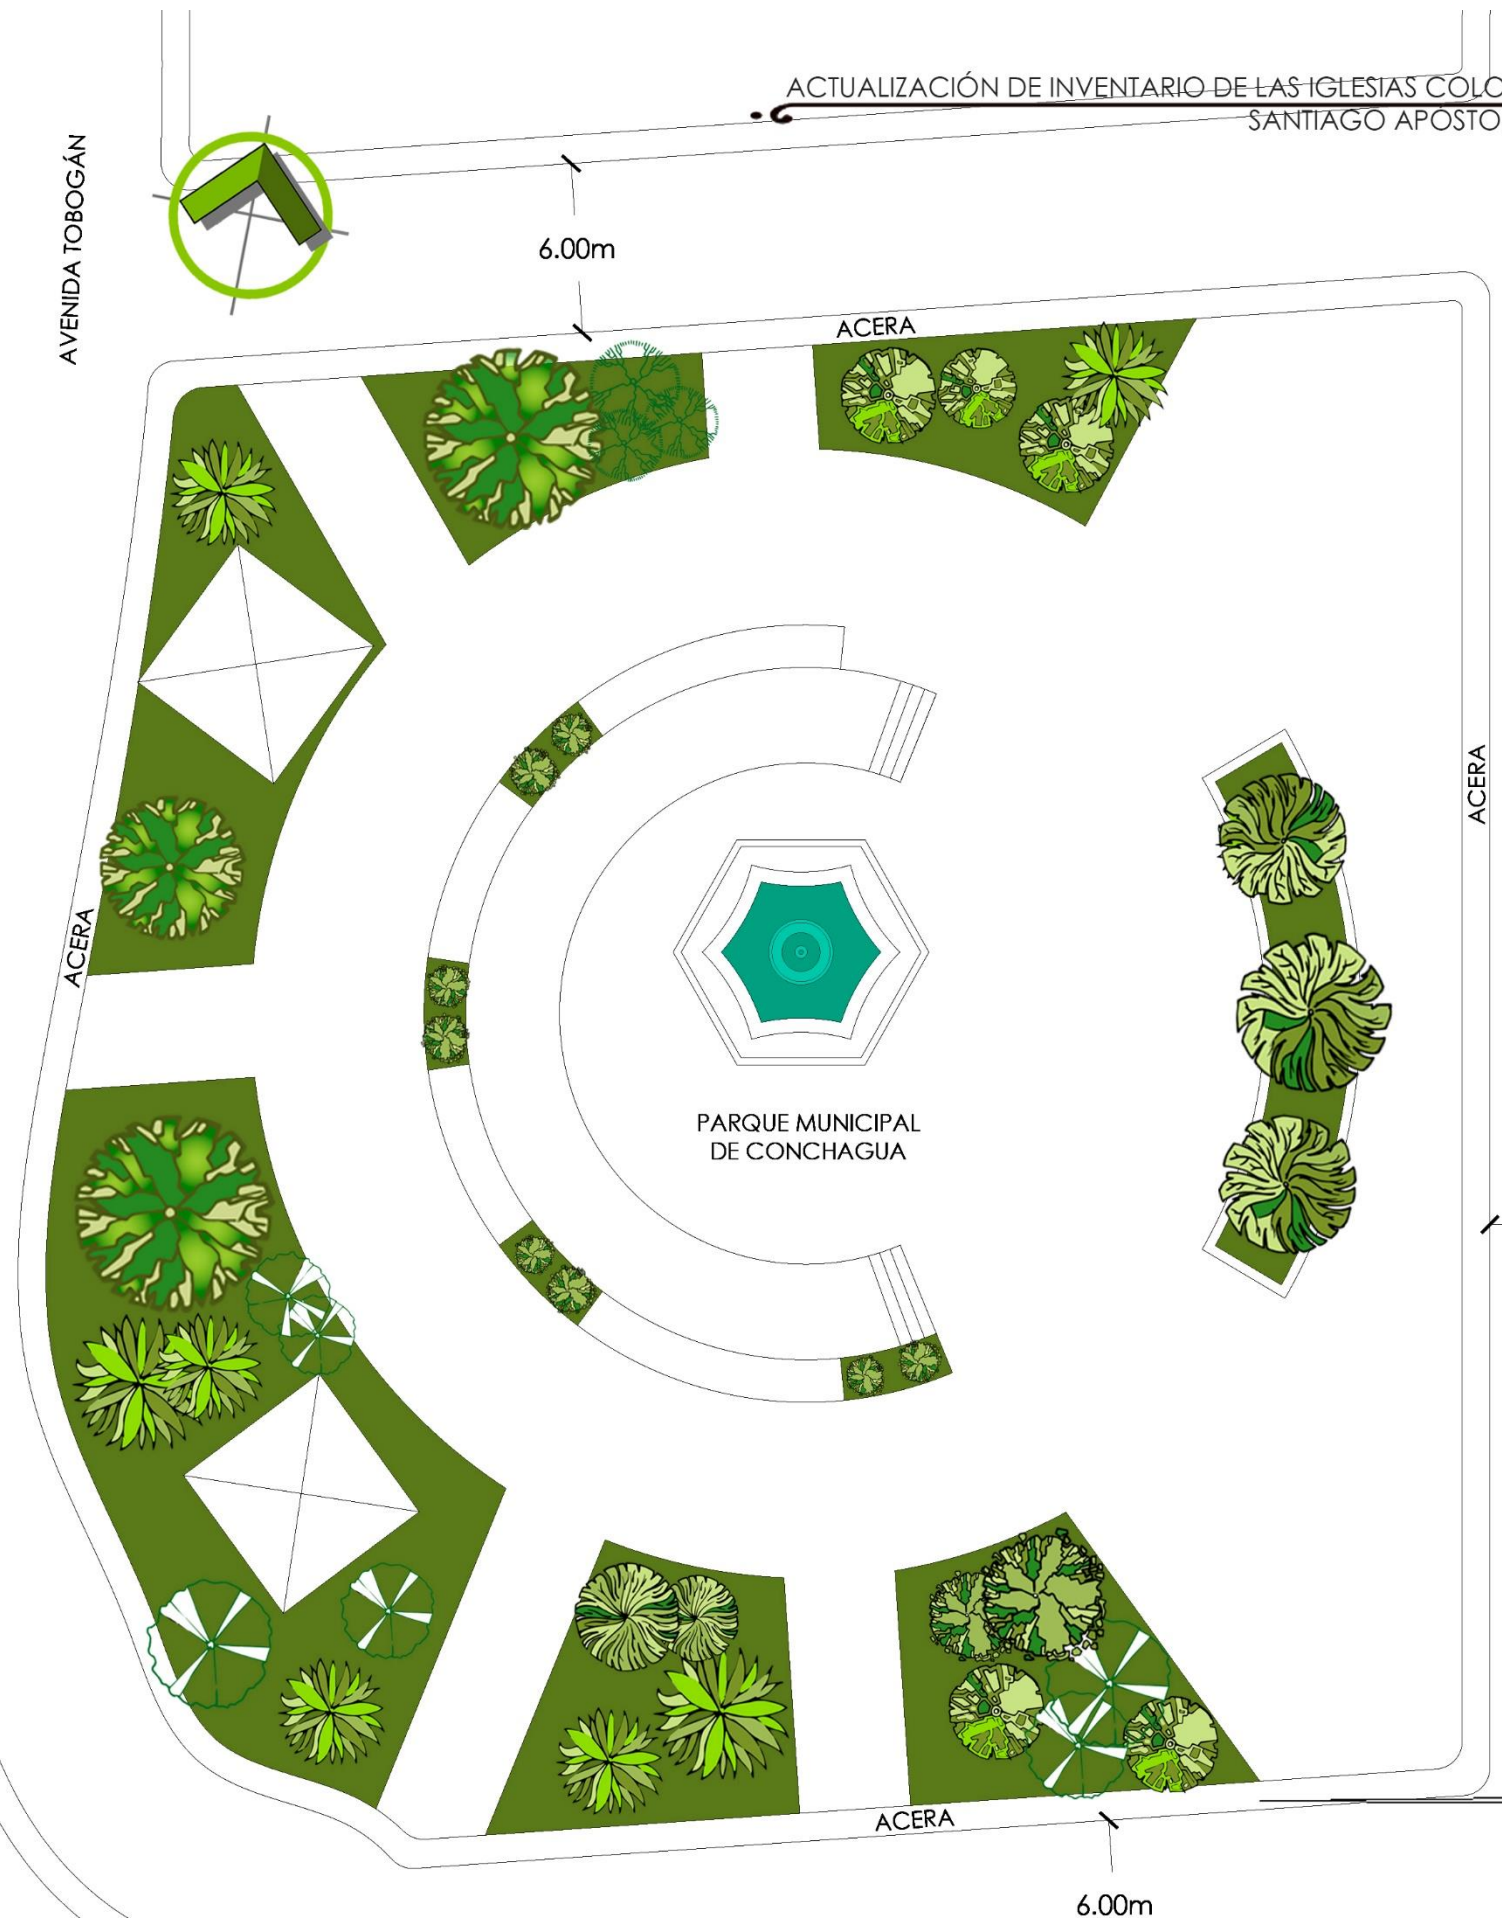 ACTUALIZACIÓN DE INVENTARIO DE LAS IGLESIAS COLO
SANTIAGO APOSTO
AVENIDA TOBOGÁN
6.00m
ACERA
ACERA
ACERA
PARQUE MUNICIPAL
DE CONCHAGUA
ACERA
6.00m